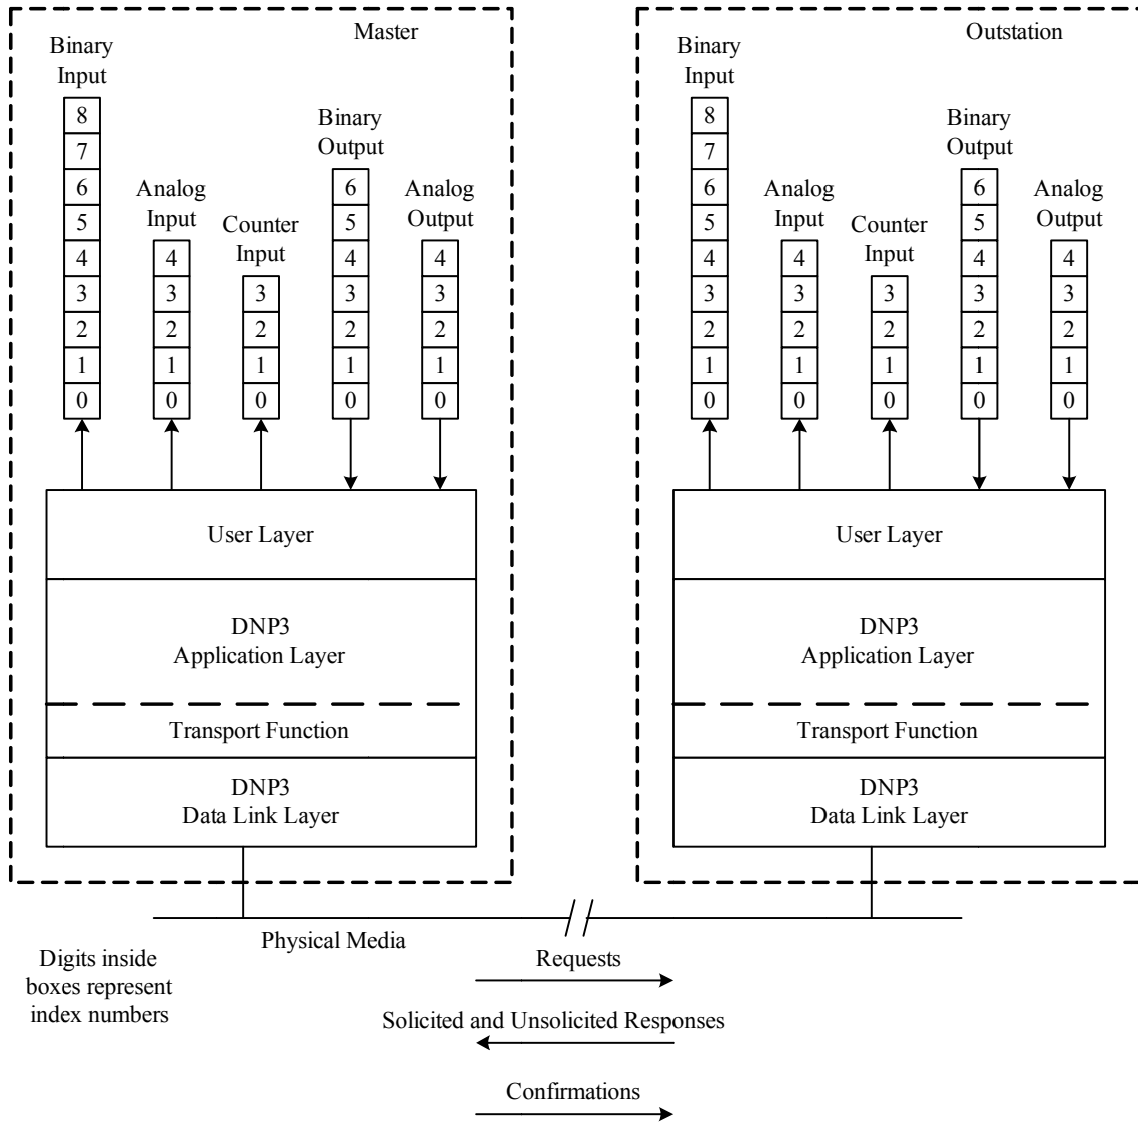 Master
Binary
Input
8
7
6
5
4
3
2
1
0
Analog
Input
4
3
2
1
0
Counter
Input
3
2
1
0
Binary
Output
6
5
4
3
2
1
0
Analog
Output
4
3
2
1
0
User Layer
DNP3
Application Layer
Transport Function
DNP3
Data Link Layer
Outstation
Binary
Input
8
7
6
5
4
3
2
1
0
Analog
Input
4
3
2
1
0
Counter
Input
3
2
1
0
Binary
Output
6
5
4
3
2
1
0
Analog
Output
4
3
2
1
0
User Layer
DNP3
Application Layer
Transport Function
DNP3
Data Link Layer
Physical Media
Digits inside
boxes represent
index numbers
Requests
Solicited and Unsolicited Responses
Confirmations